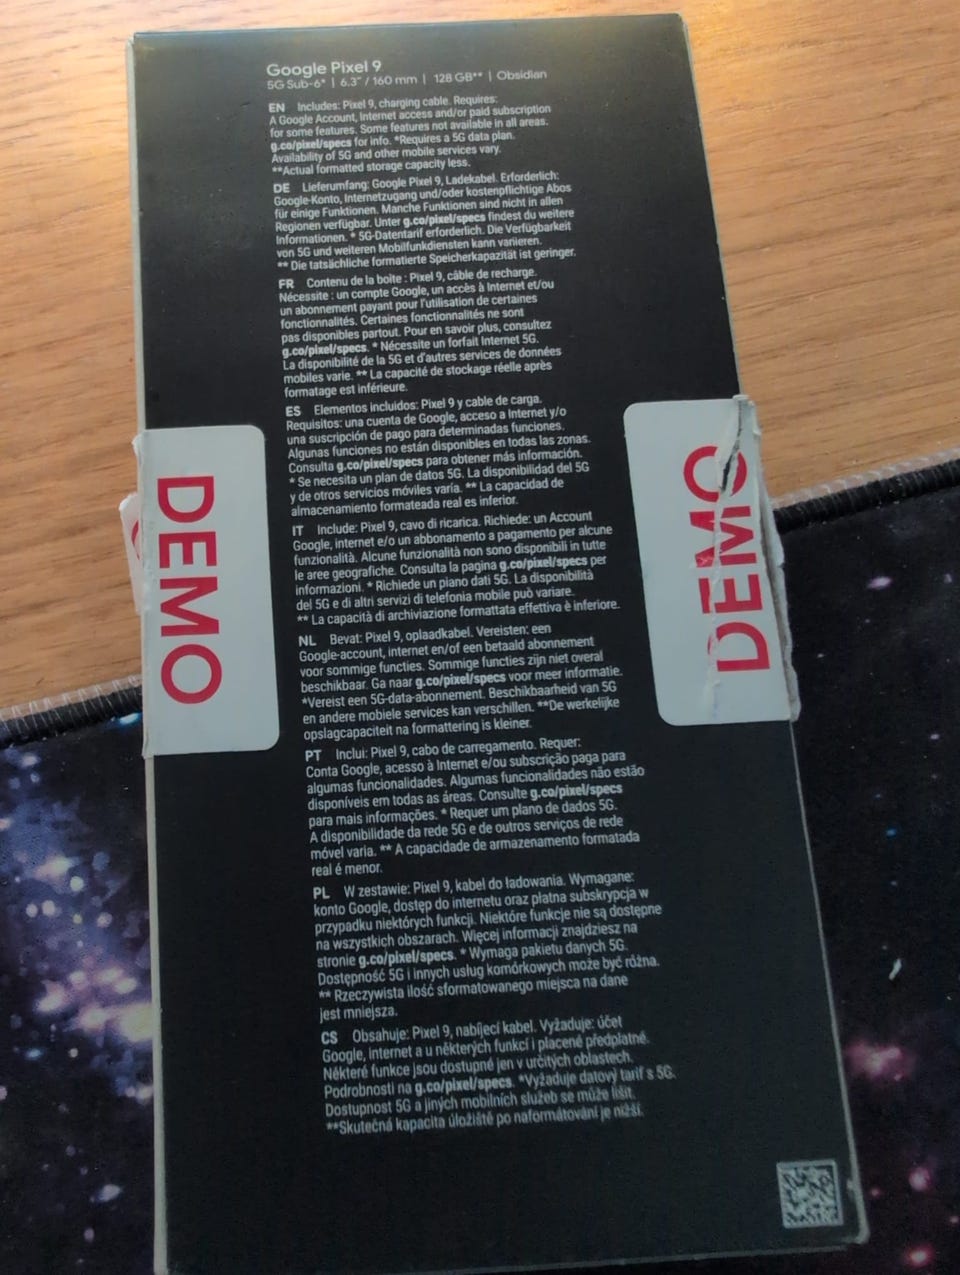 Google Pixel 9
5G Sub-6* | 6.3" / 160 mm | 128 GB** | Obsidian
EN Includes: Pixel 9, charging cable. Requires:
A Google Account, Internet access and/or paid subscription
for some features. Some features not available in all areas.
g.co/pixel/specs for info. *Requires a 5G data plan.
Availability of 5G and other mobile services vary.
**Actual formatted storage capacity less.
DE Lieferumfang: Google Pixel 9, Ladekabel. Erforderlich:
Google-Konto, Internetzugang und/oder kostenpflichtige Abos
für einige Funktionen. Manche Funktionen sind nicht in allen
Regionen verfügbar. Unter g.co/pixel/specs findest du weitere
Informationen. * 5G-Datentarif erforderlich. Die Verfügbarkeit
von 5G und weiteren Mobilfunkdiensten kann variieren.
** Die tatsächliche formatierte Speicherkapazität ist geringer.
FR Contenu de la boîte : Pixel 9, câble de recharge.
Nécessite : un compte Google, un accès à Internet et/ou
un abonnement payant pour l'utilisation de certaines
fonctionnalités. Certaines fonctionnalités ne sont
pas disponibles partout. Pour en savoir plus, consultez
g.co/pixel/specs. * Nécessite un forfait Internet 5G.
La disponibilité de la 5G et d'autres services de données
mobiles varie. ** La capacité de stockage réelle après
formatage est inférieure.
ES Elementos incluidos: Pixel 9 y cable de carga.
Requisitos: una cuenta de Google, acceso a Internet y/o
una suscripción de pago para determinadas funciones.
Algunas funciones no están disponibles en todas las zonas.
Consulta g.co/pixel/specs para obtener más información.
* Se necesita un plan de datos 5G. La disponibilidad del 5G
y de otros servicios móviles varía. ** La capacidad de
almacenamiento formateada real es inferior.
IT Include: Pixel 9, cavo di ricarica. Richiede: un Account
Google, internet e/o un abbonamento a pagamento per alcune
funzionalità. Alcune funzionalità non sono disponibili in tutte
le aree geografiche. Consulta la pagina g.co/pixel/specs per
informazioni. * Richiede un piano dati 5G. La disponibilità
del 5G e di altri servizi di telefonia mobile può variare.
** La capacità di archiviazione formattata effettiva è inferiore.
NL Bevat: Pixel 9, oplaadkabel. Vereisten: een
Google-account, internet en/of een betaald abonnement
voor sommige functies. Sommige functies zijn niet overal
beschikbaar. Ga naar g.co/pixel/specs voor meer informatie.
*Vereist een 5G-data-abonnement. Beschikbaarheid van 5G
en andere mobiele services kan verschillen. **De werkelijke
opslagcapaciteit na formattering is kleiner.
PT Inclui: Pixel 9, cabo de carregamento. Requer:
Conta Google, acesso à Internet e/ou subscrição paga para
algumas funcionalidades. Algumas funcionalidades não estão
disponíveis em todas as áreas. Consulte g.co/pixel/specs
para mais informações. * Requer um plano de dados 5G.
A disponibilidade da rede 5G e de outros serviços de rede
móvel varia. ** A capacidade de armazenamento formatada
real é menor.
PL W zestawie: Pixel 9, kabel do ładowania. Wymagane:
konto Google, dostęp do internetu oraz płatna subskrypcja w
przypadku niektórych funkcji. Niektóre funkcje nie są dostępne
na wszystkich obszarach. Więcej informacji znajdziesz na
stronie g.co/pixel/specs. * Wymaga pakietu danych 5G.
Dostępność 5G i innych usług komórkowych może być różna.
** Rzeczywista ilość sformatowanego miejsca na dane
jest mniejsza.
CS Obsahuje: Pixel 9, nabíjecí kabel. Vyžaduje: účet
Google, internet a u některých funkcí i placené předplatné.
Některé funkce jsou dostupné jen v určitých oblastech.
Podrobnosti na g.co/pixel/specs. *Vyžaduje datový tarif s 5G.
Dostupnost 5G a jiných mobilních služeb se může lišit.
**Skutečná kapacita úložiště po naformátování je nižší.
DEMO
DEMO